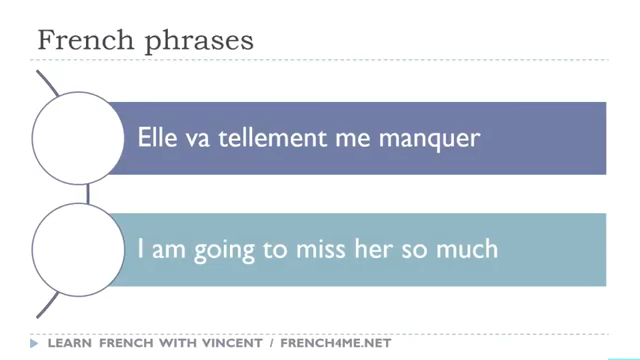 French phrases
Elle va tellement me manquer
I am going to miss her so much
LEARN FRENCH WITH VINCENT / FRENCH4ME.NET